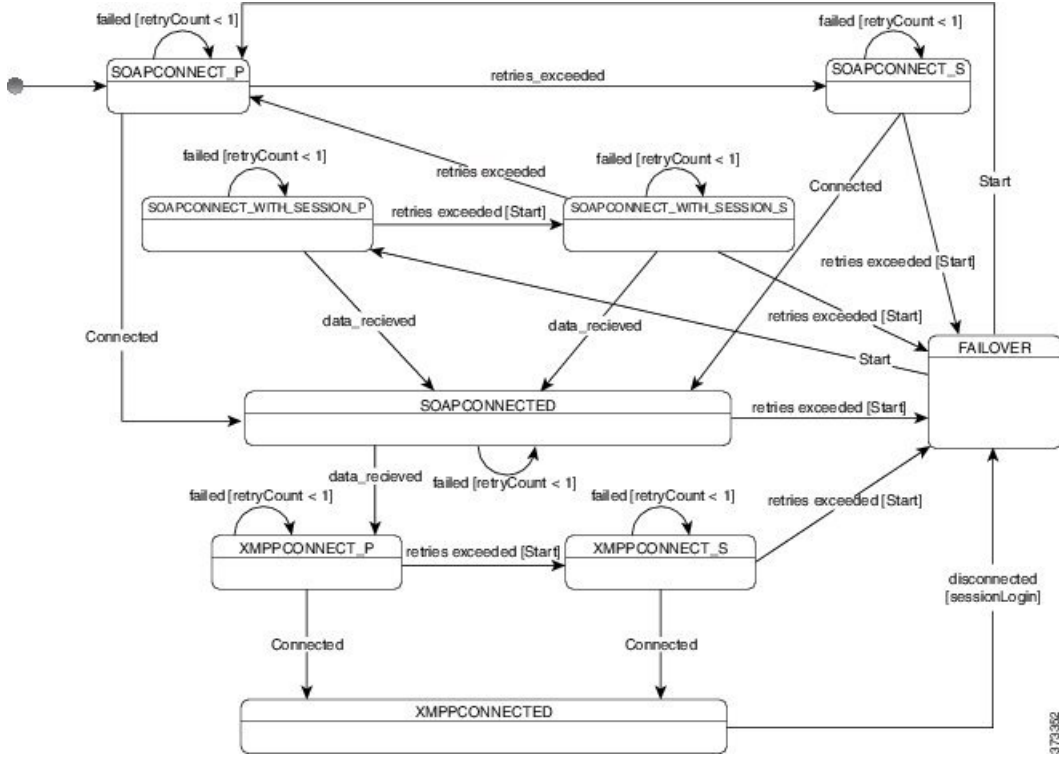 failed [retryCount < 1]
failed [retryCount < 1]
SOAPCONNECT_P
retries_exceeded
SOAPCONNECT_S
failed [retryCount < 1]
failed [retryCount < 1]
retries exceeded
Connected
Start
SOAPCONNECT_WITH_SESSION_P
retries exceeded [Start]
SOAPCONNECT_WITH_SESSION_S
retries exceeded [Start]
data_recieved
data_recieved
retries exceeded [Start]
Connected
Start
FAILOVER
SOAPCONNECTED
retries exceeded [Start]
data_recieved
failed [retryCount < 1]
failed [retryCount < 1]
failed [retryCount < 1]
retries exceeded [Start]
XMPPCONNECT_P
retries exceeded [Start]
XMPPCONNECT_S
disconnected
[sessionLogin]
Connected
Connected
XMPPCONNECTED
373352